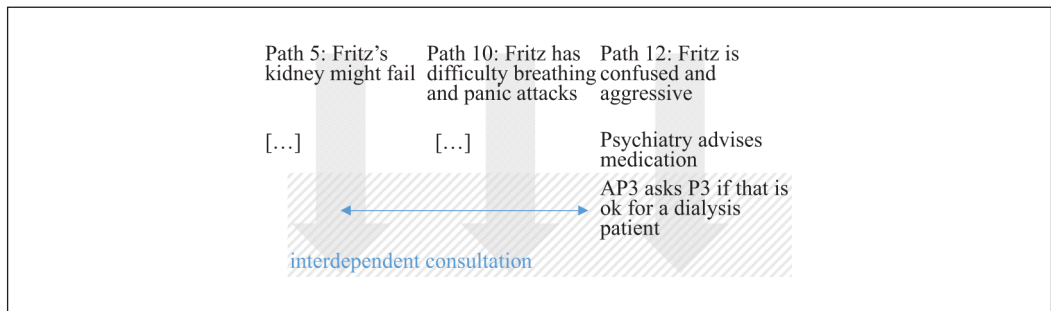 Path 5: Fritz's
kidney might fail
Path 10: Fritz has
difficulty breathing
and panic attacks
Path 12: Fritz is
confused and
aggressive
[…]
[…]
Psychiatry advises
medication
AP3 asks P3 if that is
ok for a dialysis
patient
interdependent consultation